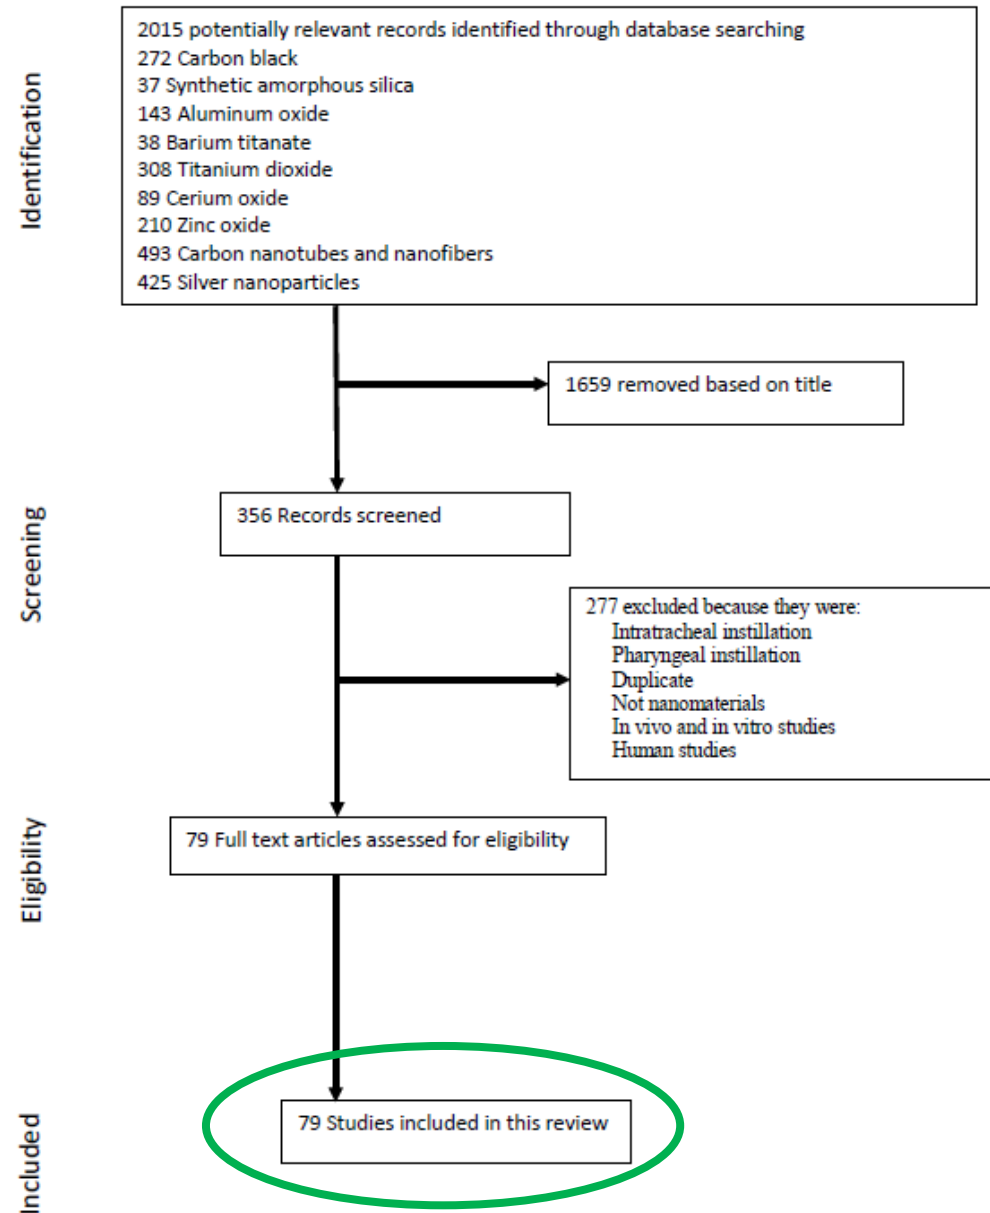 Identification
2015 potentially relevant records identified through database searching
272 Carbon black
37 Synthetic amorphous silica
143 Aluminum oxide
38 Barium titanate
308 Titanium dioxide
89 Cerium oxide
210 Zinc oxide
493 Carbon nanotubes and nanofibers
425 Silver nanoparticles
1659 removed based on title
Screening
356 Records screened
277 excluded because they were:
Intratracheal instillation
Pharyngeal instillation
Duplicate
Not nanomaterials
In vivo and in vitro studies
Human studies
Eligibility
79 Full text articles assessed for eligibility
Included
79 Studies included in this review